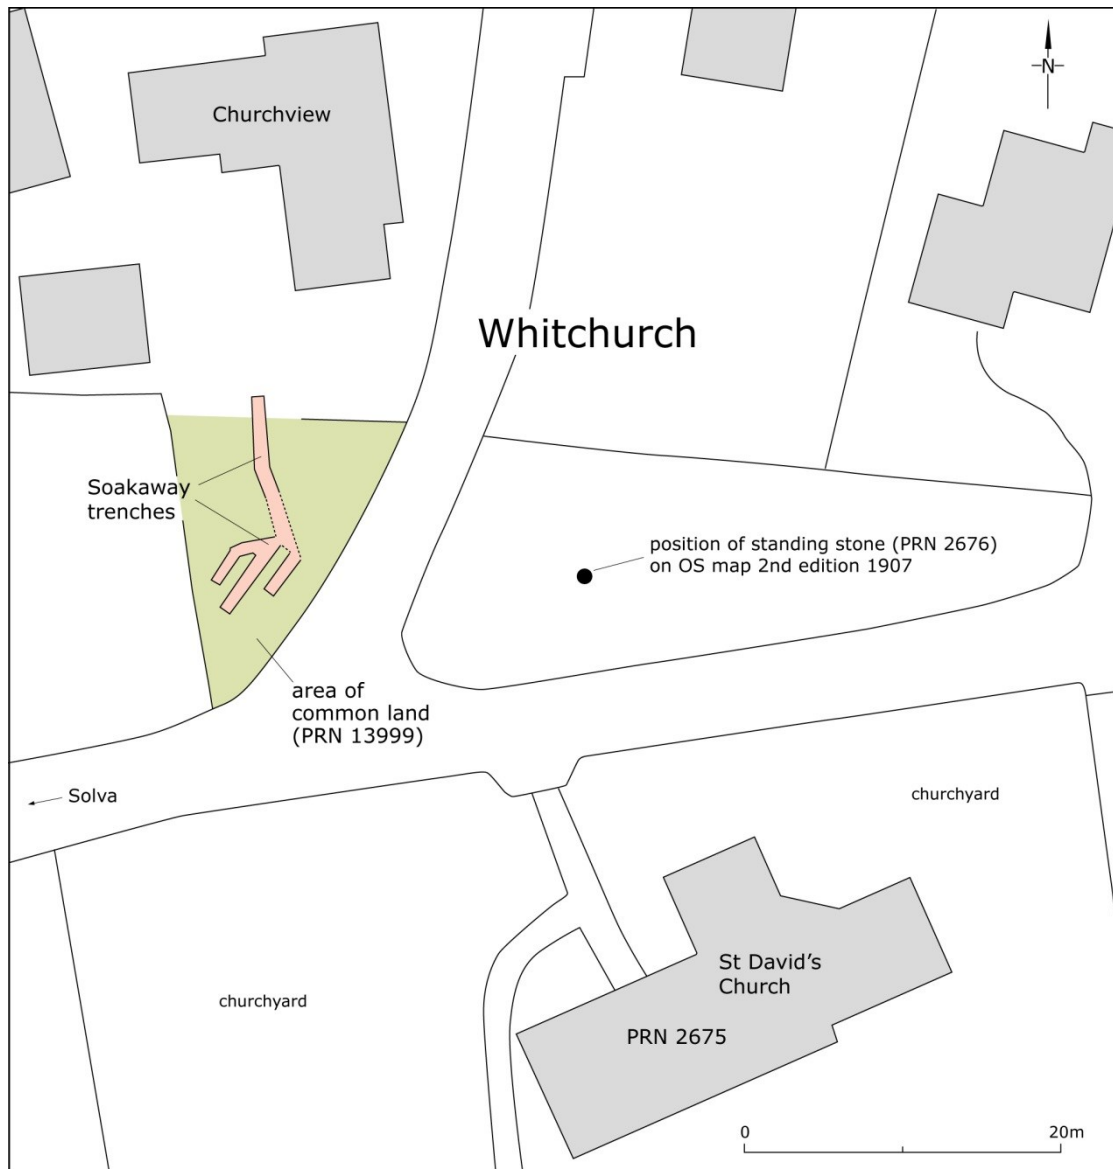 Churchview
N
Whitchurch
Soakaway
trenches
position of standing stone (PRN 2676)
on OS map 2nd edition 1907
area of
common land
(PRN 13999)
Solva
churchyard
St David's
Church
churchyard
PRN 2675
0
20m